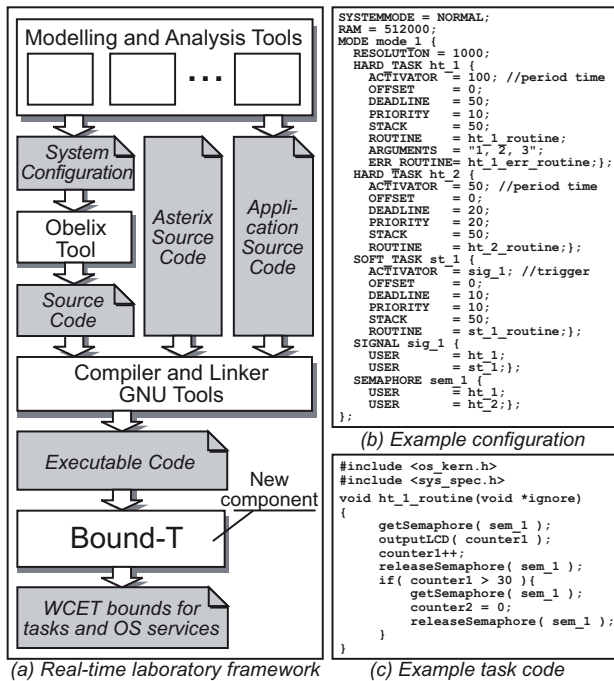 Modelling and Analysis Tools
...
System
Configuration
Obelix
Tool
Source
Code
Asterix
Source
Code
Appli-
cation
Source
Code
Compiler and Linker
GNU Tools
Executable Code
New
component
Bound-T
WCET bounds for
tasks and OS services
(a) Real-time laboratory framework
SYSTEMMODE = NORMAL;
RAM = 512000;
MODE mode_1 {
RESOLUTION = 1000;
HARD_TASK ht_1 {
ACTIVATOR = 100; //period time
OFFSET = 0;
DEADLINE = 50;
PRIORITY = 10;
STACK = 50;
ROUTINE = ht_1_routine;
ARGUMENTS = "1, 2, 3";
ERR_ROUTINE= ht_1_err_routine;};
HARD_TASK ht_2 {
ACTIVATOR = 50; //period time
OFFSET = 0;
DEADLINE = 20;
PRIORITY = 20;
STACK = 50;
ROUTINE = ht_2_routine;};
SOFT_TASK st_1 {
ACTIVATOR = sig_1; //trigger
OFFSET = 0;
DEADLINE = 10;
PRIORITY = 10;
STACK = 50;
ROUTINE = st_1_routine;};
SIGNAL sig_1 {
USER = ht_1;
USER = st_1;};
SEMAPHORE sem_1 {
USER = ht_1;
USER = ht_2;};
};
(b) Example configuration
#include <os_kern.h>
#include <sys_spec.h>
void ht_1_routine(void *ignore)
{
getSemaphore( sem_1 );
outputLCD( counter1 );
counter1++;
releaseSemaphore( sem_1 );
if( counter1 > 30 ){
getSemaphore( sem_1 );
counter2 = 0;
releaseSemaphore( sem_1 );
}
}
(c) Example task code